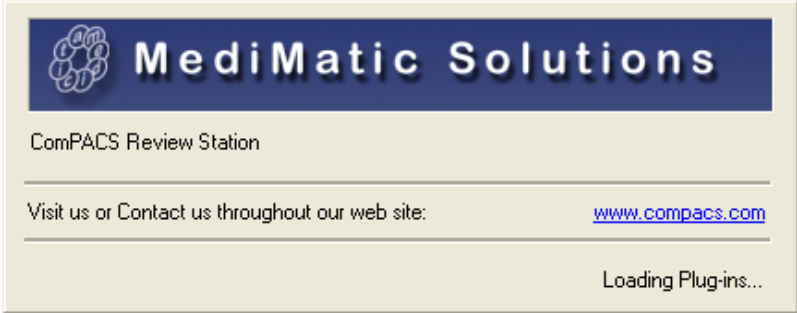 MediMatic Solutions
ComPACS Review Station
Visit us or Contact us throughout our web site: www.compacs.com
Loading Plug-ins...